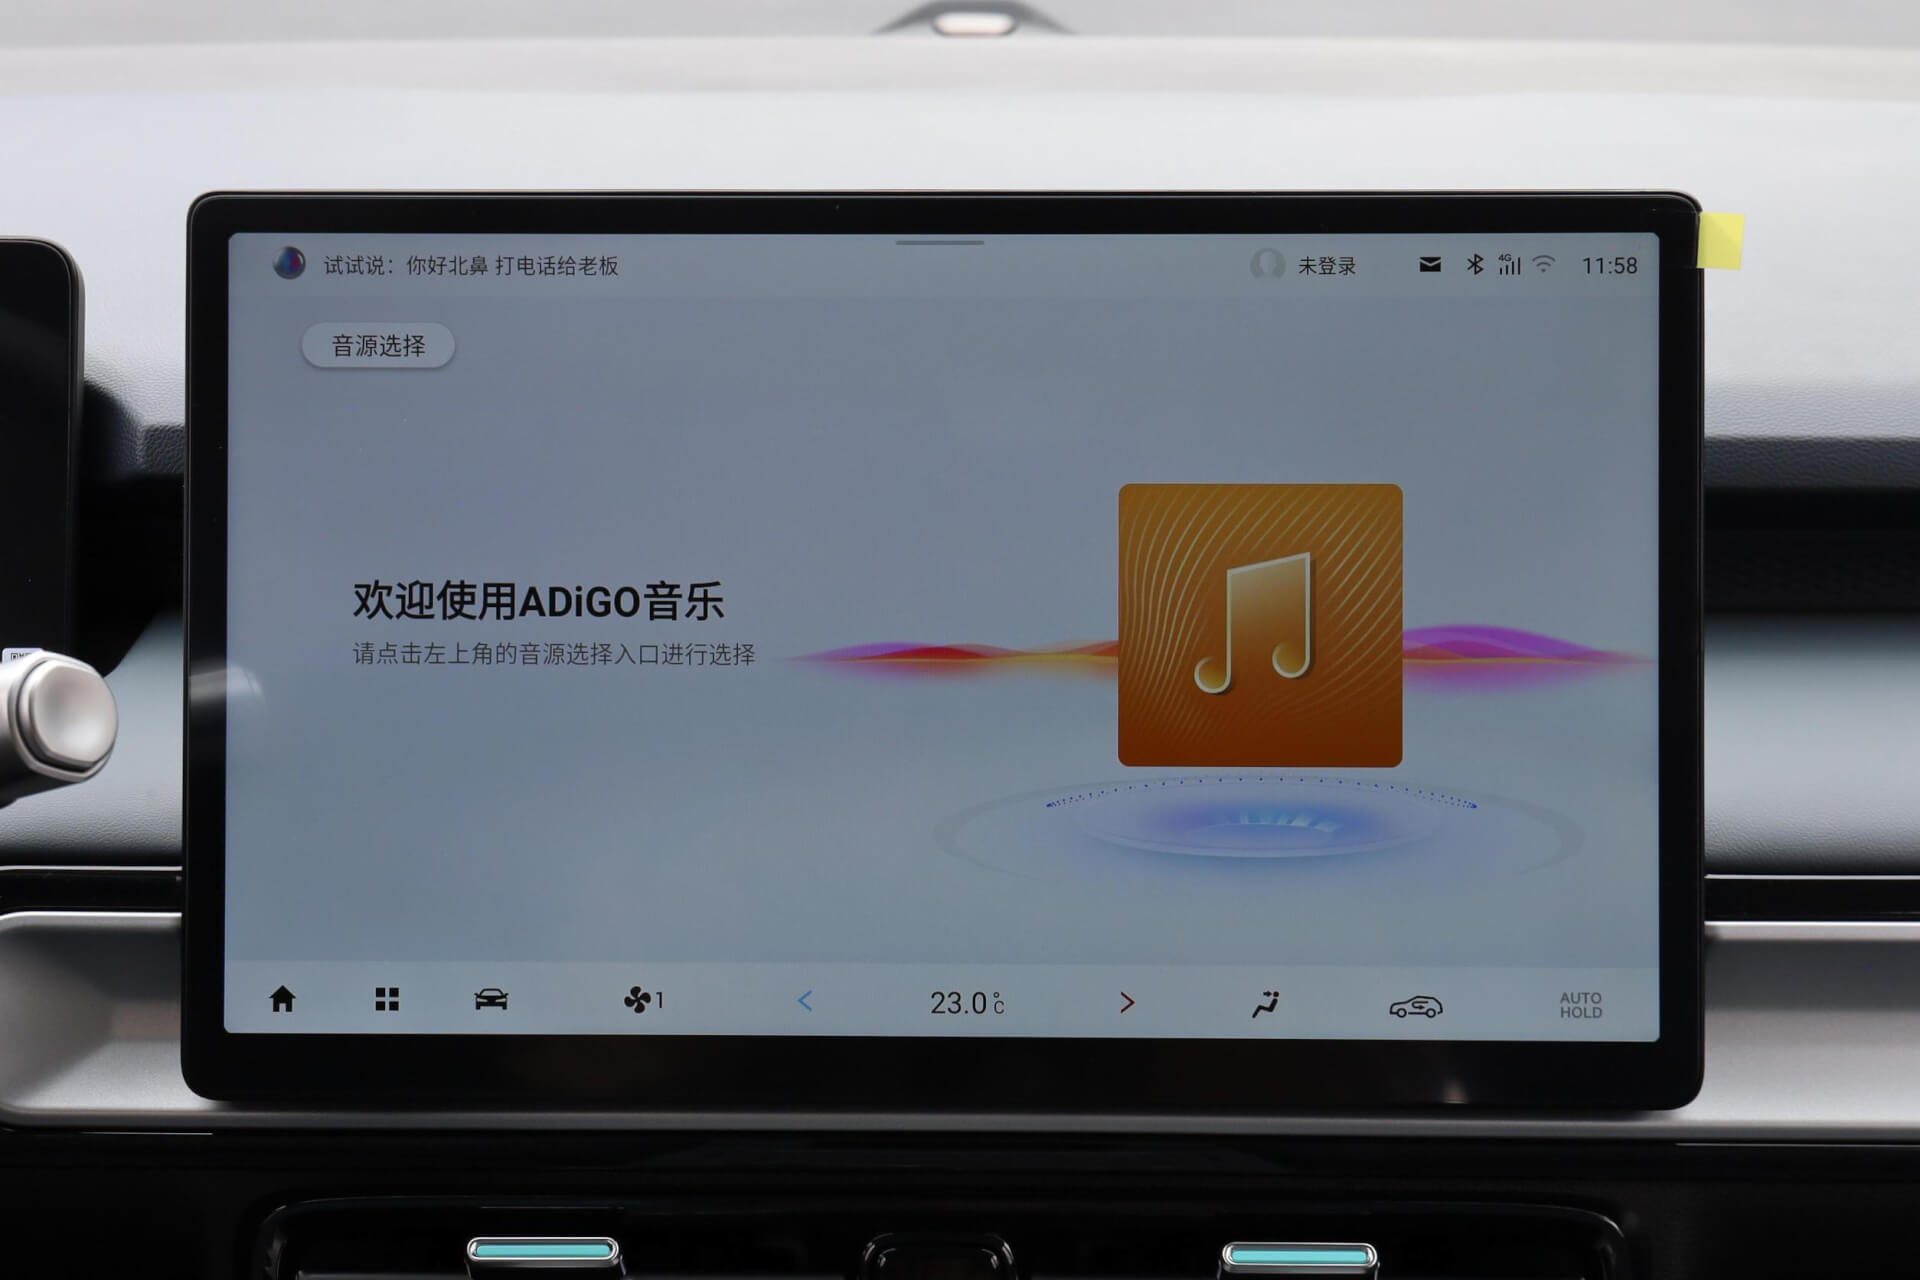 试试说：你好北鼻 打电话给老板
未登录
4G
11:58
音源选择
欢迎使用ADiGO音乐
请点击左上角的音源选择入口进行选择
1
23.0°C
AUTO
HOLD